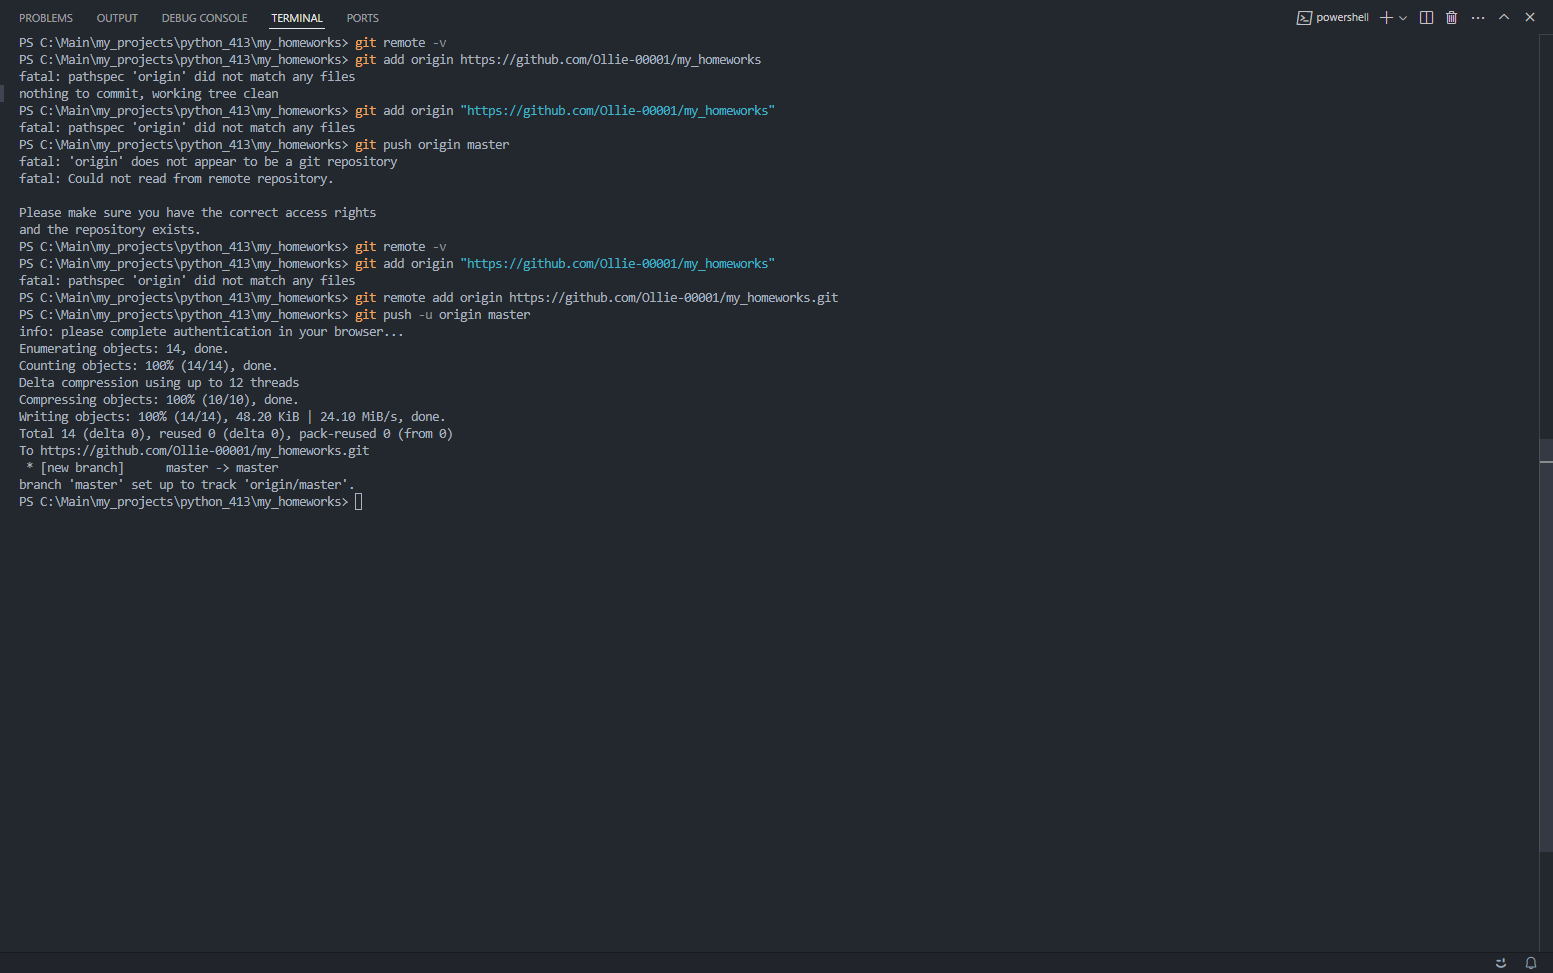 PROBLEMS OUTPUT DEBUG CONSOLE TERMINAL PORTS powershell
PS C:\Main\my_projects\python_413\my_homeworks> git remote -v
PS C:\Main\my_projects\python_413\my_homeworks> git add origin https://github.com/Ollie-00001/my_homeworks
fatal: pathspec 'origin' did not match any files
nothing to commit, working tree clean
PS C:\Main\my_projects\python_413\my_homeworks> git add origin "https://github.com/Ollie-00001/my_homeworks"
fatal: pathspec 'origin' did not match any files
PS C:\Main\my_projects\python_413\my_homeworks> git push origin master
fatal: 'origin' does not appear to be a git repository
fatal: Could not read from remote repository.

Please make sure you have the correct access rights
and the repository exists.
PS C:\Main\my_projects\python_413\my_homeworks> git remote -v
PS C:\Main\my_projects\python_413\my_homeworks> git add origin "https://github.com/Ollie-00001/my_homeworks"
fatal: pathspec 'origin' did not match any files
PS C:\Main\my_projects\python_413\my_homeworks> git remote add origin https://github.com/Ollie-00001/my_homeworks.git
PS C:\Main\my_projects\python_413\my_homeworks> git push -u origin master
info: please complete authentication in your browser...
Enumerating objects: 14, done.
Counting objects: 100% (14/14), done.
Delta compression using up to 12 threads
Compressing objects: 100% (10/10), done.
Writing objects: 100% (14/14), 48.20 KiB | 24.10 MiB/s, done.
Total 14 (delta 0), reused 0 (delta 0), pack-reused 0 (from 0)
To https://github.com/Ollie-00001/my_homeworks.git
 * [new branch]      master -> master
branch 'master' set up to track 'origin/master'.
PS C:\Main\my_projects\python_413\my_homeworks>